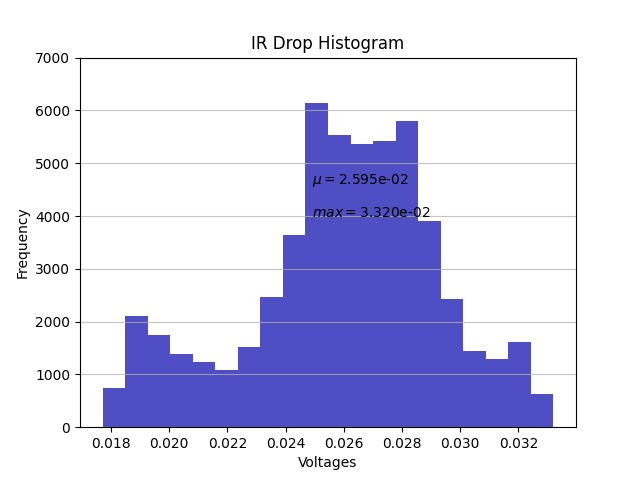 IR Drop Histogram
7000
6000
5000
4000
3000
2000
1000
0
Frequency
μ = 2.595e-02
max = 3.320e-02
0.018 0.020 0.022 0.024 0.026 0.028 0.030 0.032
Voltages